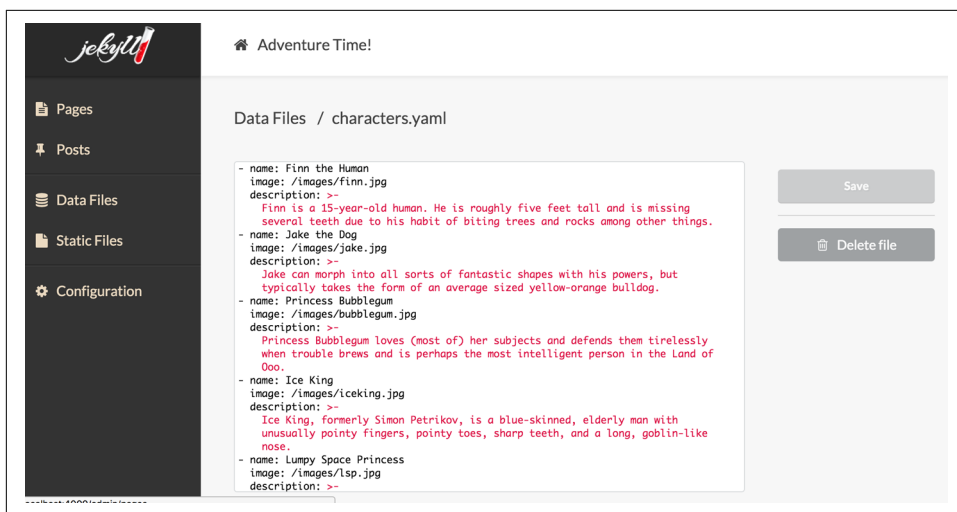 jekyll
Adventure Time!
Pages
Posts
Data Files
Static Files
Configuration
Data Files / characters.yaml
- name: Finn the Human
  image: /images/finn.jpg
  description: >-
    Finn is a 15-year-old human. He is roughly five feet tall and is missing
    several teeth due to his habit of biting trees and rocks among other things.
- name: Jake the Dog
  image: /images/jake.jpg
  description: >-
    Jake can morph into all sorts of fantastic shapes with his powers, but
    typically takes the form of an average sized yellow-orange bulldog.
- name: Princess Bubblegum
  image: /images/bubblegum.jpg
  description: >-
    Princess Bubblegum loves (most of) her subjects and defends them tirelessly
    when trouble brews and is perhaps the most intelligent person in the Land of
    Ooo.
- name: Ice King
  image: /images/iceking.jpg
  description: >-
    Ice King, formerly Simon Petrikov, is a blue-skinned, elderly man with
    unusually pointy fingers, pointy toes, sharp teeth, and a long, goblin-like
    nose.
- name: Lumpy Space Princess
  image: /images/lsp.jpg
  description: >-
Save
Delete file